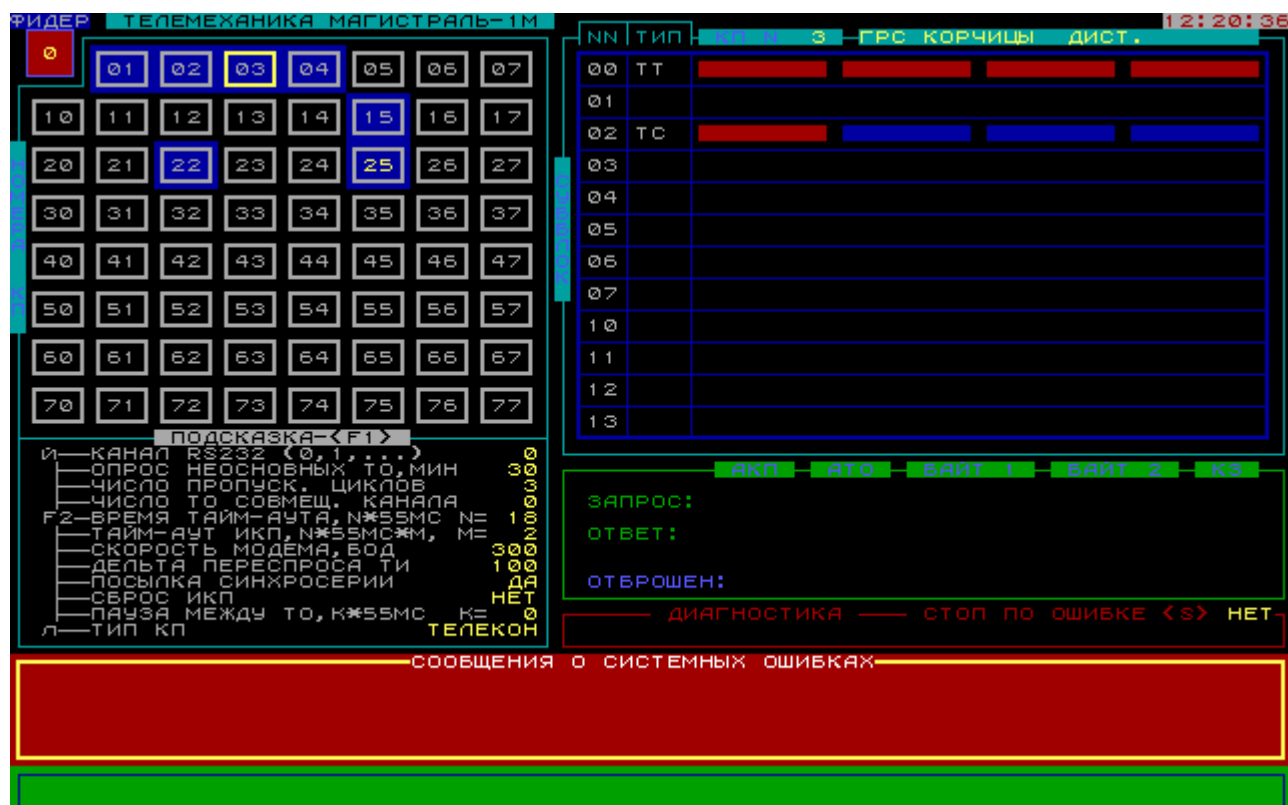 ФИДЕР ТЕЛЕМЕХАНИКА МАГИСТРАЛЬ-1М
0
01 02 03 04 05 06 07
10 11 12 13 14 15 16 17
20 21 22 23 24 25 26 27
30 31 32 33 34 35 36 37
40 41 42 43 44 45 46 47
50 51 52 53 54 55 56 57
60 61 62 63 64 65 66 67
70 71 72 73 74 75 76 77
ПОДСКАЗКА-<F1>
КАНАЛ RS232 (0,1,...) 0
ОПРОС НЕОСНОВНЫХ ТО,МИН 30
ЧИСЛО ПРОПУСК. ЦИКЛОВ 3
ЧИСЛО ТО СОВМЕЩ. КАНАЛА 0
F2-ВРЕМЯ ТАЙМ-АУТА,N*55МС N= 18
ТАЙМ-АУТ ИКП,N*55МС*М, М= 2
СКОРОСТЬ МОДЕМА,БОД 300
ДЕЛЬТА ПЕРЕСПРОСА ТИ 100
ПОСЫЛКА СИНХРОСЕРИИ ДА
СБРОС ИКП НЕТ
ПАУЗА МЕЖДУ ТО,К*55МС К= 0
ТИП КП ТЕЛЕКОН
12:20:36
NN ТИП КП N 3 ГРС КОРЧИЦЫ ДИСТ.
00 ТТ
01
02 ТС
03
04
05
06
07
10
11
12
13
АКП АТО БАЙТ 1 БАЙТ 2 КЗ
ЗАПРОС:
ОТВЕТ:
ОТБРОШЕН:
ДИАГНОСТИКА СТОП ПО ОШИБКЕ <S> НЕТ
СООБЩЕНИЯ О СИСТЕМНЫХ ОШИБКАХ